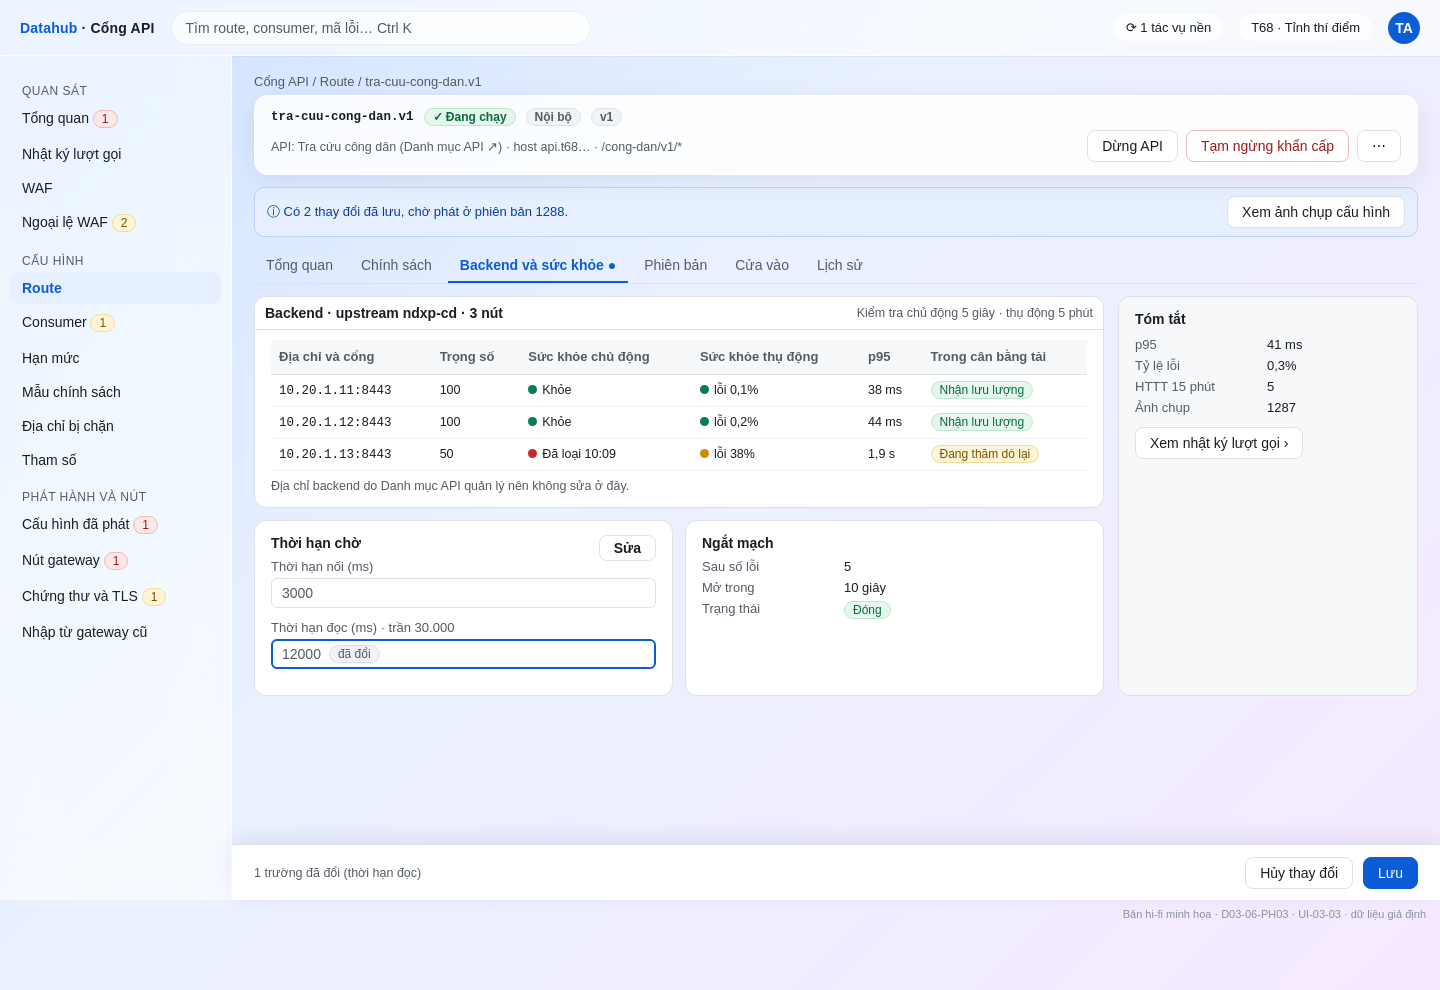 Datahub · Cổng API
Tìm route, consumer, mã lỗi… Ctrl K
⟳ 1 tác vụ nền
T68 · Tỉnh thí điểm
TA
QUAN SÁT
Tổng quan 1
Nhật ký lượt gọi
WAF
Ngoại lệ WAF 2
CẤU HÌNH
Route
Consumer 1
Hạn mức
Mẫu chính sách
Địa chỉ bị chặn
Tham số
PHÁT HÀNH VÀ NÚT
Cấu hình đã phát 1
Nút gateway 1
Chứng thư và TLS 1
Nhập từ gateway cũ
Cổng API / Route / tra-cuu-cong-dan.v1
tra-cuu-cong-dan.v1 ✓ Đang chạy Nội bộ v1
API: Tra cứu công dân (Danh mục API ↗) · host api.t68… · /cong-dan/v1/*
Dừng API
Tạm ngừng khẩn cấp
⋯
ⓘ Có 2 thay đổi đã lưu, chờ phát ở phiên bản 1288.
Xem ảnh chụp cấu hình
Tổng quan Chính sách Backend và sức khỏe ● Phiên bản Cửa vào Lịch sử
Backend · upstream ndxp-cd · 3 nút
Kiểm tra chủ động 5 giây · thụ động 5 phút
Địa chỉ và cổng Trọng số Sức khỏe chủ động Sức khỏe thụ động p95 Trong cân bằng tải
10.20.1.11:8443 100 Khỏe lỗi 0,1% 38 ms Nhận lưu lượng
10.20.1.12:8443 100 Khỏe lỗi 0,2% 44 ms Nhận lưu lượng
10.20.1.13:8443 50 Đã loại 10:09 lỗi 38% 1,9 s Đang thăm dò lại
Địa chỉ backend do Danh mục API quản lý nên không sửa ở đây.
Thời hạn chờ
Sửa
Thời hạn nối (ms)
3000
Thời hạn đọc (ms) · trần 30.000
12000 đã đổi
Ngắt mạch
Sau số lỗi 5
Mở trong 10 giây
Trạng thái Đóng
Tóm tắt
p95 41 ms
Tỷ lệ lỗi 0,3%
HTTT 15 phút 5
Ảnh chụp 1287
Xem nhật ký lượt gọi ›
1 trường đã đổi (thời hạn đọc)
Hủy thay đổi
Lưu
Bản hi-fi minh họa · D03-06-PH03 · UI-03-03 · dữ liệu giả định